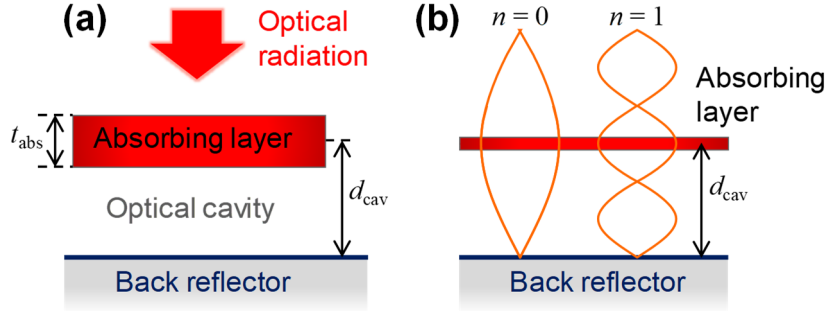 (a)
Optical
radiation
t_abs
Absorbing layer
d_cav
Optical cavity
Back reflector
(b)
n = 0
n = 1
Absorbing
layer
d_cav
Back reflector